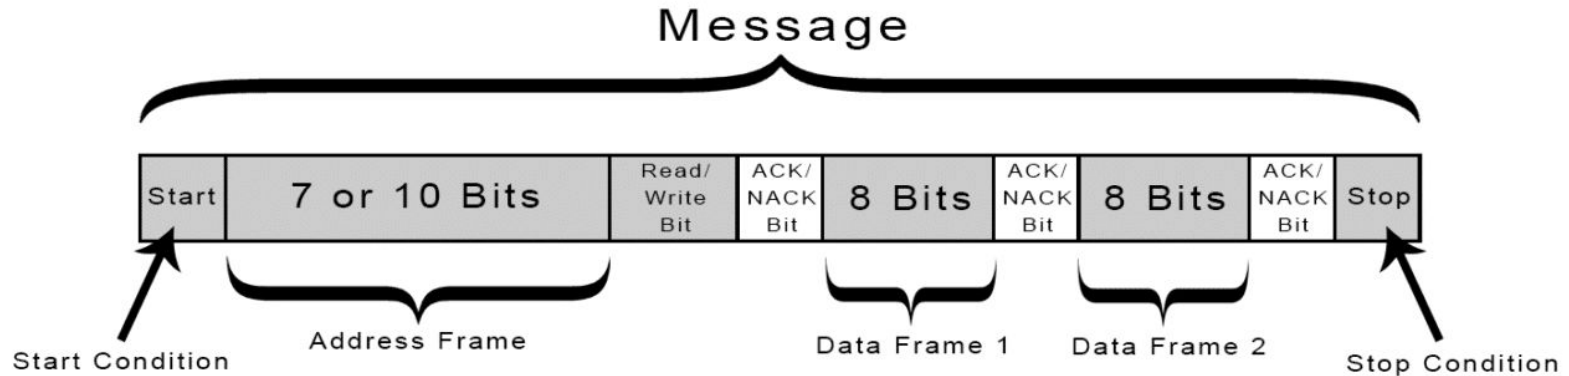 Message
Start
7 or 10 Bits
Read/
Write
Bit
ACK/
NACK
Bit
8 Bits
ACK/
NACK
Bit
8 Bits
ACK/
NACK
Bit
Stop
Start Condition
Address Frame
Data Frame 1
Data Frame 2
Stop Condition